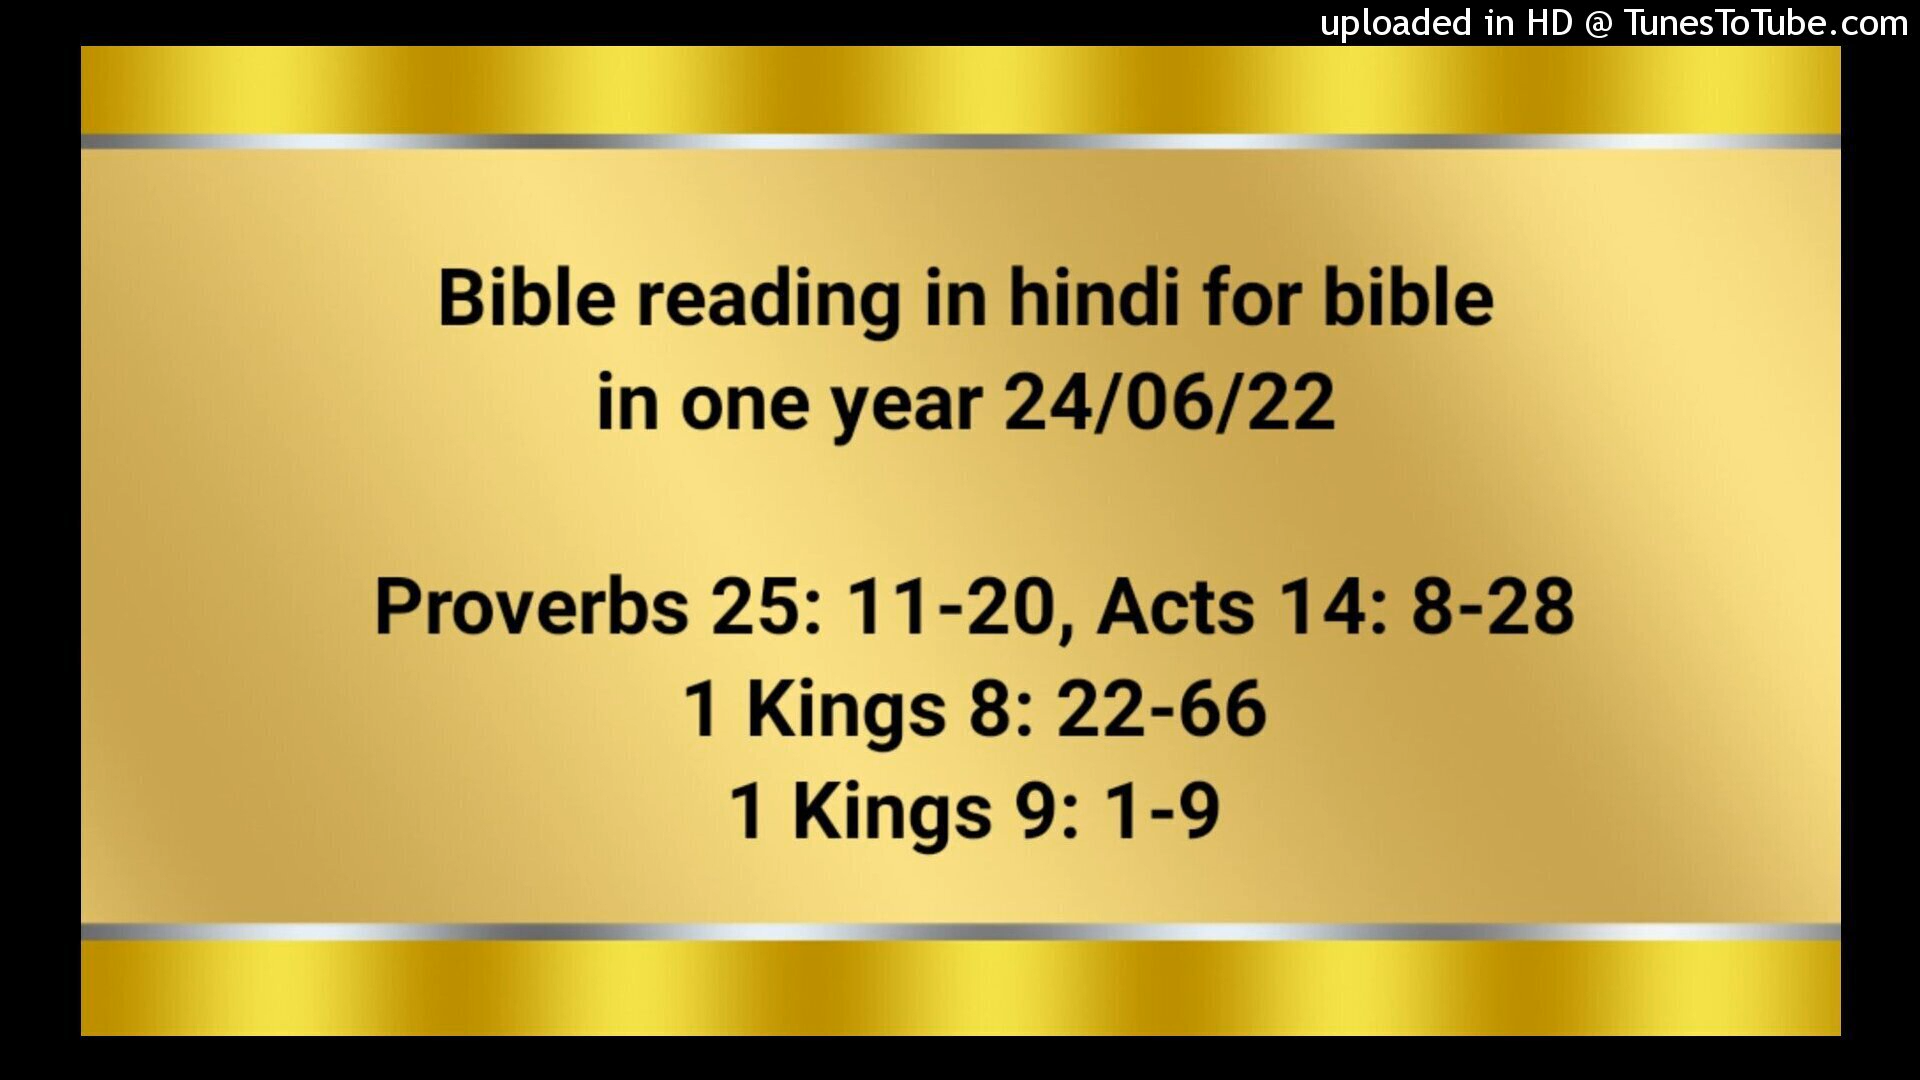 uploaded in HD @ TunesToTube.com
Bible reading in hindi for bible
in one year 24/06/22
Proverbs 25: 11-20, Acts 14: 8-28
1 Kings 8: 22-66
1 Kings 9: 1-9